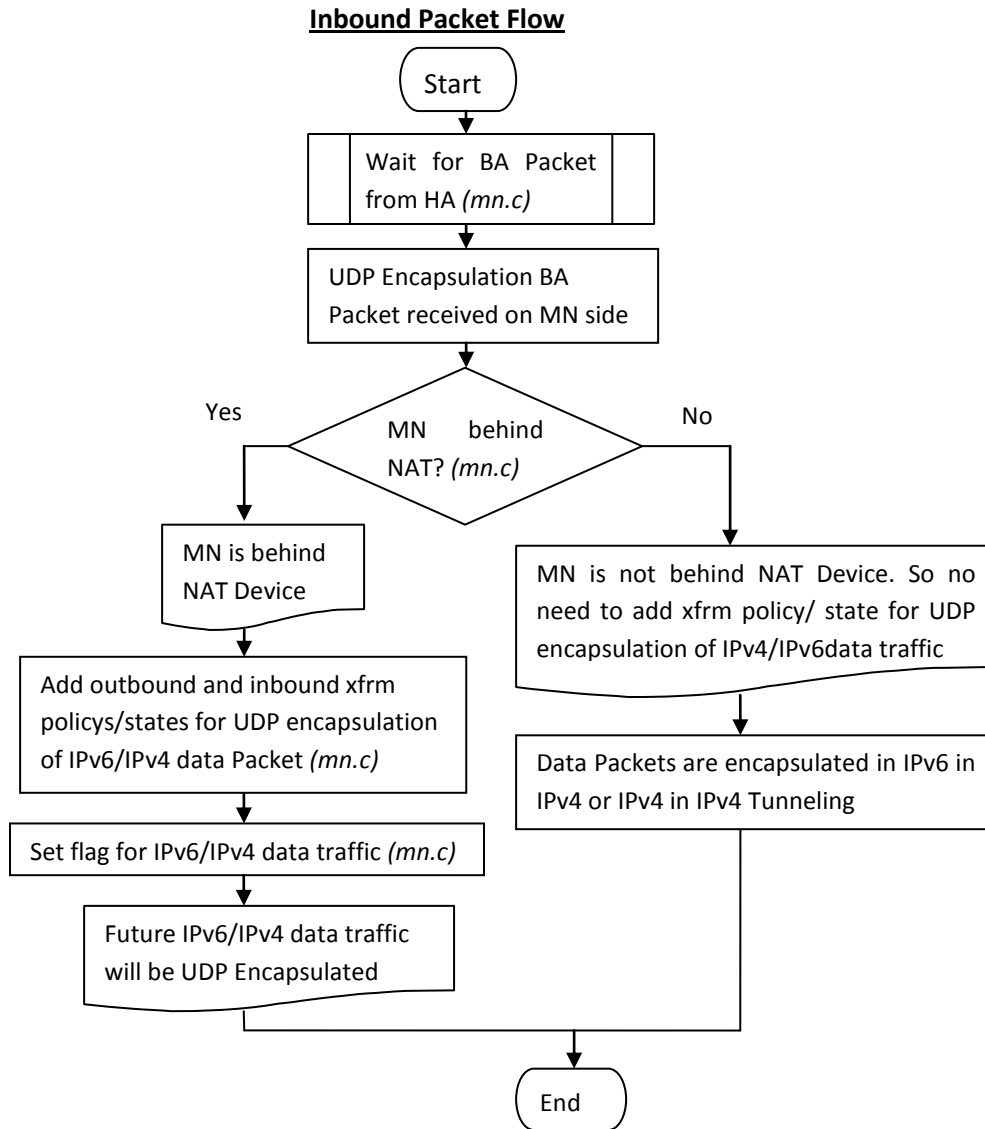 Inbound Packet Flow
Start
Wait for BA Packet
from HA (mn.c)
UDP Encapsulation BA
Packet received on MN side
Yes
No
MN behind
NAT? (mn.c)
MN is behind
NAT Device
MN is not behind NAT Device. So no
need to add xfrm policy/ state for UDP
encapsulation of IPv4/IPv6data traffic
Add outbound and inbound xfrm
policys/states for UDP encapsulation
of IPv6/IPv4 data Packet (mn.c)
Data Packets are encapsulated in IPv6 in
IPv4 or IPv4 in IPv4 Tunneling
Set flag for IPv6/IPv4 data traffic (mn.c)
Future IPv6/IPv4 data traffic
will be UDP Encapsulated
End